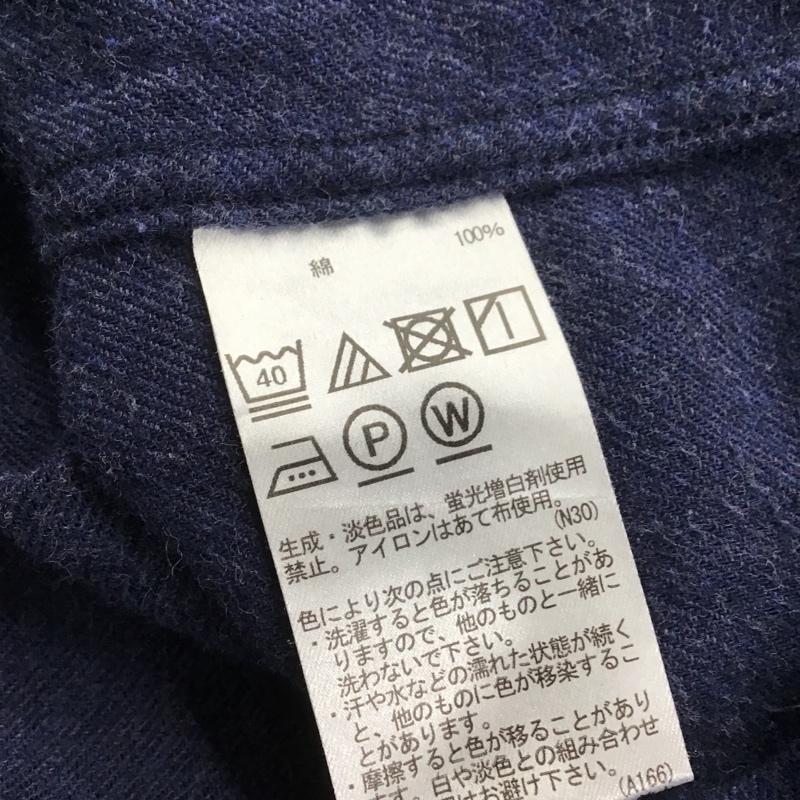 綿 100%
40
P W
生成・淡色品は、蛍光増白剤使用
禁止。アイロンはあて布使用。
(N30)
色により次の点にご注意下さい。
・洗濯すると色が落ちることがあ
りますので、他のものと一緒に
洗わないで下さい。
・汗や水などの濡れた状態が続く
と、他のものに色が移染するこ
とがあります。
・摩擦すると色が移ることがあり
ます。白や淡色との組み合わせ
はお避け下さい。
(A166)